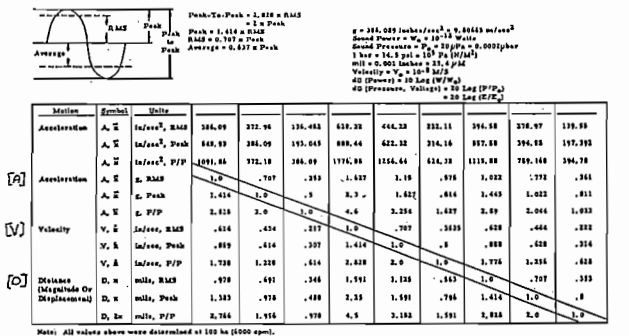 RMS
Peak
Peak to Peak
Average
Peak-To-Peak = 2.828 x RMS
= 2 x Peak
Peak = 1.414 x RMS
RMS = 0.707 x Peak
Average = 0.637 x Peak
g = 386.089 inches/sec² = 9.80665 m/sec²
Sound Power = W₀ = 10⁻¹² Watts
Sound Pressure = P₀ = 20 µPa = 0.0002µbar
1 bar = 14.5 psi = 10⁵ Pa (N/M²)
mil = 0.001 inches = 25.4 µM
Velocity = V₀ = 10⁻⁸ M/S
dG (Power) = 10 Log (W/W₀)
dG (Pressure, Voltage) = 20 Log (P/P₀)
= 20 Log (E/E₀)
Motion Symbol Units
Acceleration A, ẍ in/sec², RMS 386.09 272.96 136.482 628.32 444.23 222.11 394.58 278.97 139.56
A, ẍ in/sec², Peak 386.09 193.045 888.44 622.32 314.16 557.58 394.58 197.392
A, ẍ in/sec², P/P 1091.86 772.18 386.09 1776.86 1256.64 624.32 1115.88 789.168 394.78
[A] Acceleration A, ẍ g, RMS 1.0 .707 .353 1.627 1.15 .575 1.022 .772 .361
A, ẍ g, Peak 1.414 1.0 .5 2.3 1.627 .814 1.445 1.022 .511
A, ẍ g, P/P 2.828 2.0 1.0 4.6 3.254 1.627 2.89 2.044 1.022
[V] Velocity V, ẋ in/sec, RMS .614 .434 .217 1.0 .707 .3535 .628 .444 .222
V, ẋ in/sec, Peak .869 .614 .307 1.414 1.0 .5 .888 .628 .314
V, ẋ in/sec, P/P 1.738 1.228 .614 2.828 2.0 1.0 1.776 1.256 .628
[D] Distance (Magnitude Or Displacement) D, x mils, RMS .978 .691 .346 1.591 1.125 .563 1.0 .707 .353
D, x mils, Peak 1.383 .978 .488 2.25 1.591 .796 1.414 1.0 .5
D, 2x mils, P/P 2.766 1.956 .978 4.5 3.182 1.591 2.828 2.0 1.0
Note: All values above were determined at 100 hz (6000 rpm).